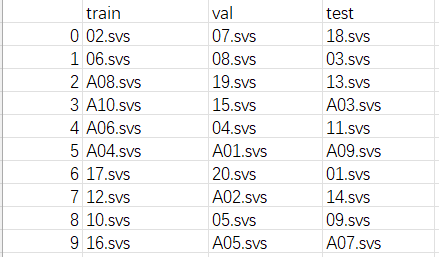 train val test
0 02.svs 07.svs 18.svs
1 06.svs 08.svs 03.svs
2 A08.svs 19.svs 13.svs
3 A10.svs 15.svs A03.svs
4 A06.svs 04.svs 11.svs
5 A04.svs A01.svs A09.svs
6 17.svs 20.svs 01.svs
7 12.svs A02.svs 14.svs
8 10.svs 05.svs 09.svs
9 16.svs A05.svs A07.svs